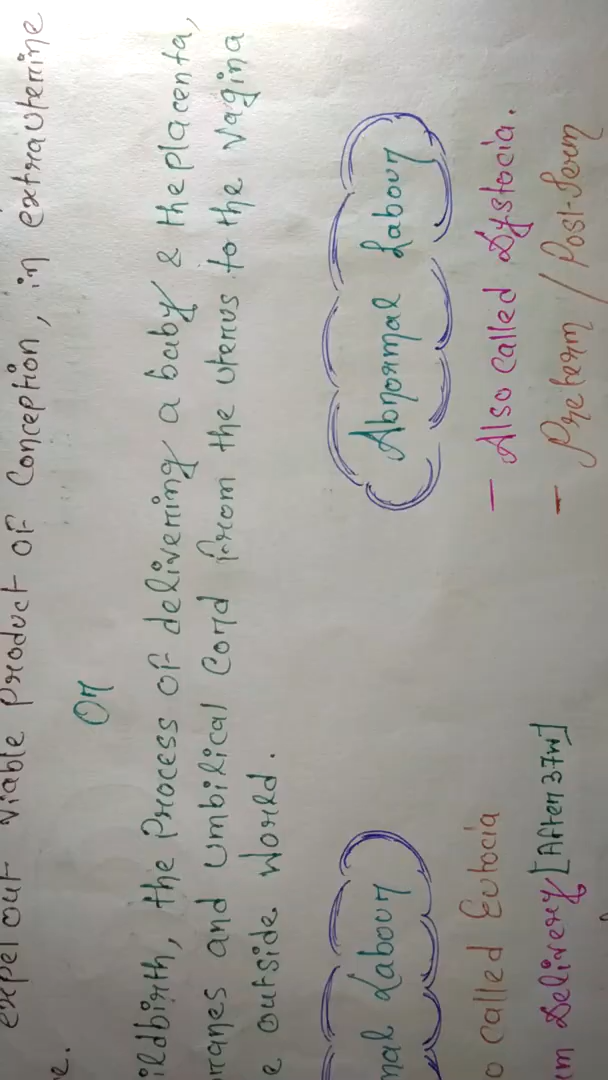 expel out viable Product of Conception, in extrauterine
e.
Or
ildbirth, the Process of delivering a baby & the placenta,
ranes and umbilical Cord from the uterus to the vagina
e outside World.
mal Labour
Abnormal Labour
o called Eutocia
— Also called Dystocia.
m Delivery [After 37w]
— Preterm / Post-Term